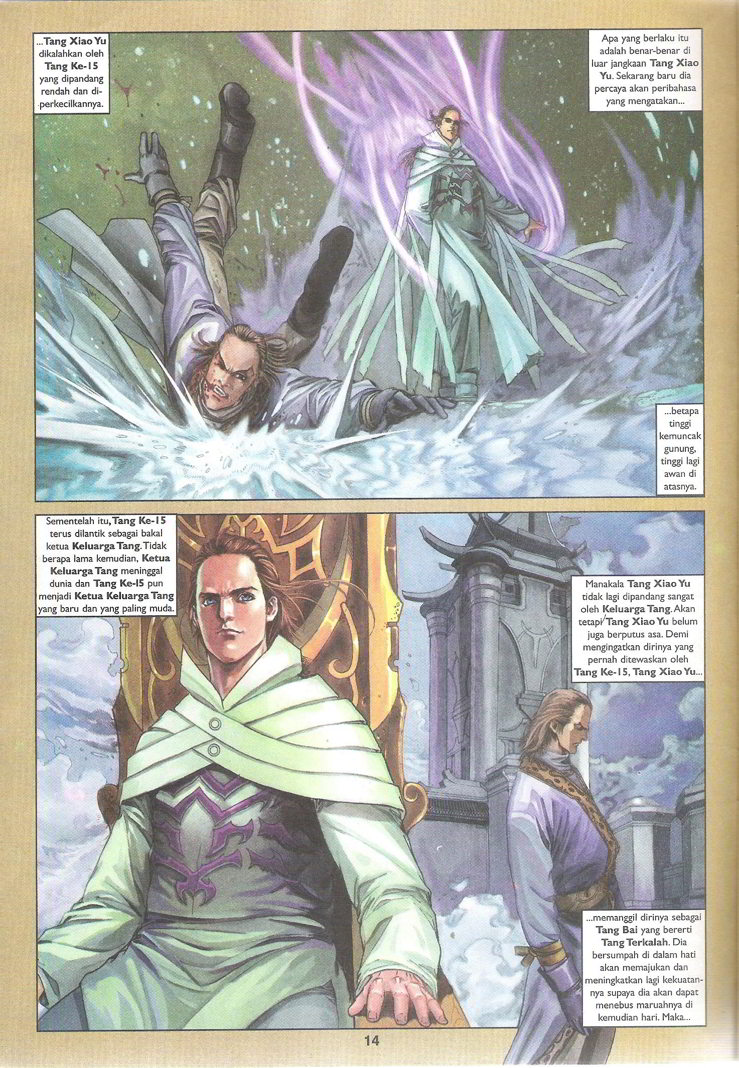 ...Tang Xiao Yu
dikalahkan oleh
Tang Ke-15
yang dipandang
rendah dan di-
perkecilkannya.
Apa yang berlaku itu
adalah benar-benar di
luar jangkaan Tang Xiao
Yu. Sekarang baru dia
percaya akan peribahasa
yang mengatakan...
...betapa
tinggi
kemuncak
gunung,
tinggi lagi
awan di
atasnya.
Sementelah itu, Tang Ke-15
terus dilantik sebagai bakal
ketua Keluarga Tang. Tidak
berapa lama kemudian, Ketua
Keluarga Tang meninggal
dunia dan Tang Ke-15 pun
menjadi Ketua Keluarga Tang
yang baru dan yang paling muda.
Manakala Tang Xiao Yu
tidak lagi dipandang sangat
oleh Keluarga Tang. Akan
tetapi Tang Xiao Yu belum
juga berputus asa. Demi
mengingatkan dirinya yang
pernah ditewaskan oleh
Tang Ke-15, Tang Xiao Yu...
...memanggil dirinya sebagai
Tang Bai yang bererti
Tang Terkalah. Dia
bersumpah di dalam hati
akan memajukan dan
meningkatkan lagi kekuatan-
nya supaya dia akan dapat
menebus maruahnya di
kemudian hari. Maka...
14